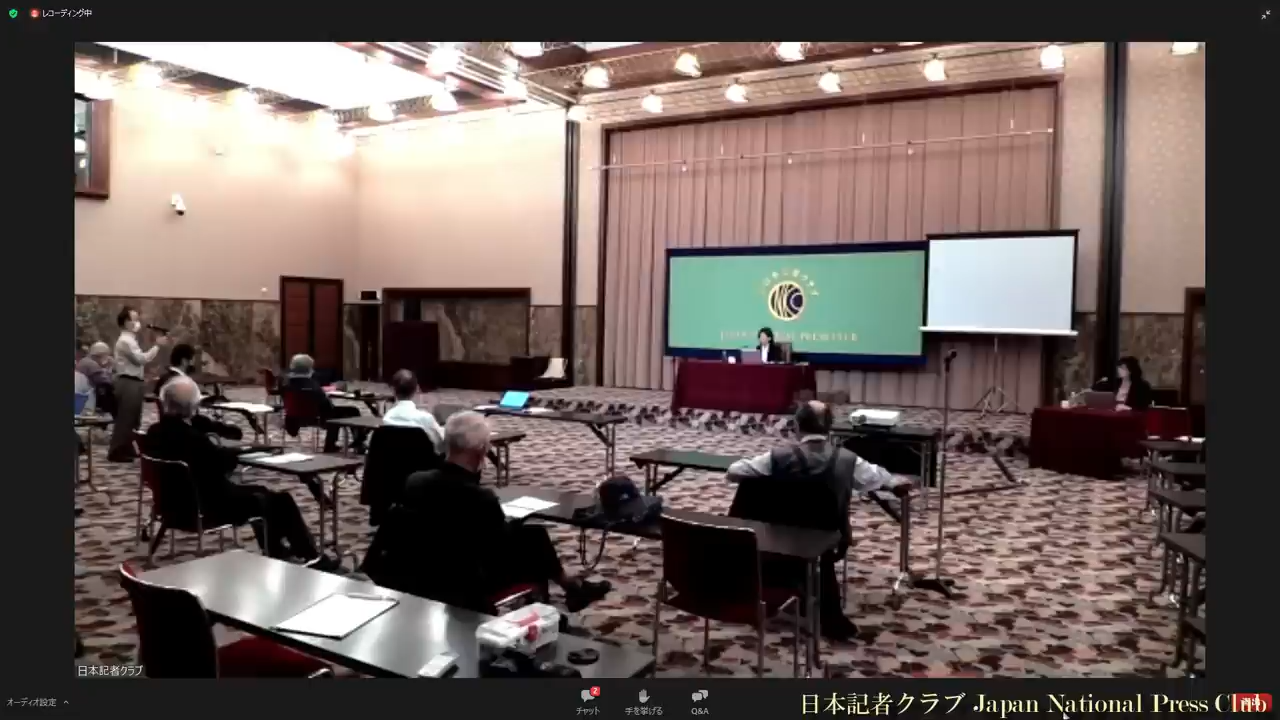 レコーディング中
日本記者クラブ
オーディオ設定
2
チャット
手を挙げる
Q&A
日本記者クラブ Japan National Press Club